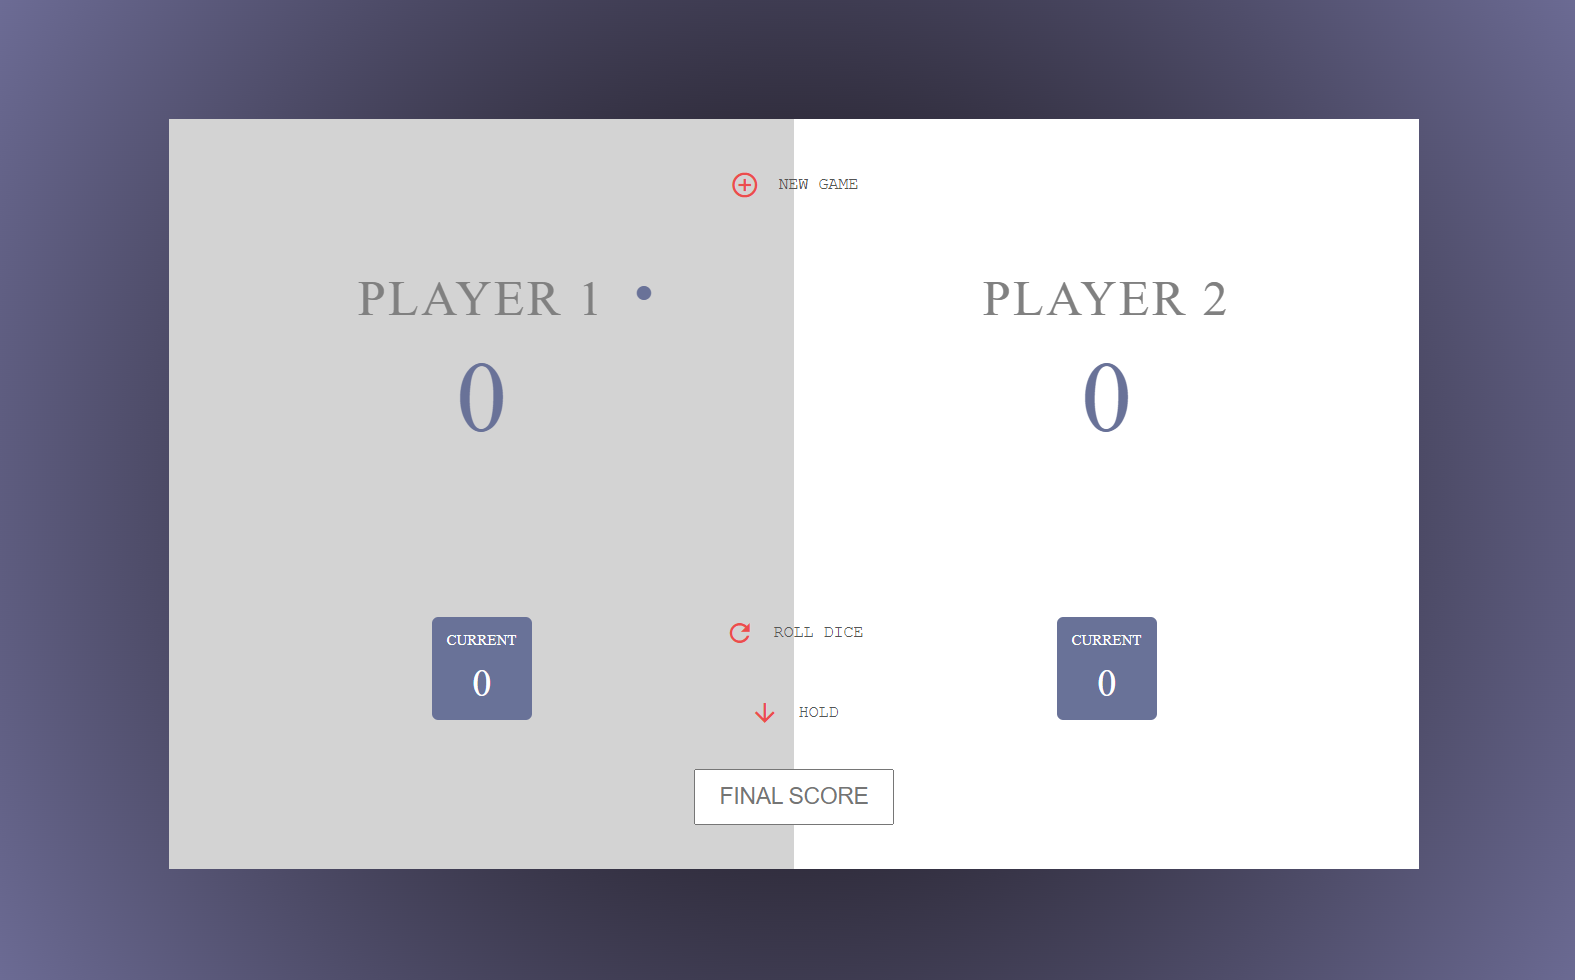 NEW GAME
PLAYER 1
PLAYER 2
0
0
CURRENT
0
ROLL DICE
CURRENT
0
HOLD
FINAL SCORE